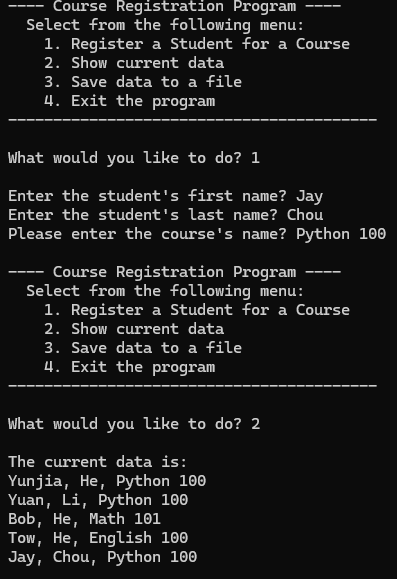 ---- Course Registration Program ----
  Select from the following menu:
    1. Register a Student for a Course
    2. Show current data
    3. Save data to a file
    4. Exit the program
-----------------------------------------
What would you like to do? 1
Enter the student's first name? Jay
Enter the student's last name? Chou
Please enter the course's name? Python 100
---- Course Registration Program ----
  Select from the following menu:
    1. Register a Student for a Course
    2. Show current data
    3. Save data to a file
    4. Exit the program
-----------------------------------------
What would you like to do? 2
The current data is:
Yunjia, He, Python 100
Yuan, Li, Python 100
Bob, He, Math 101
Tow, He, English 100
Jay, Chou, Python 100